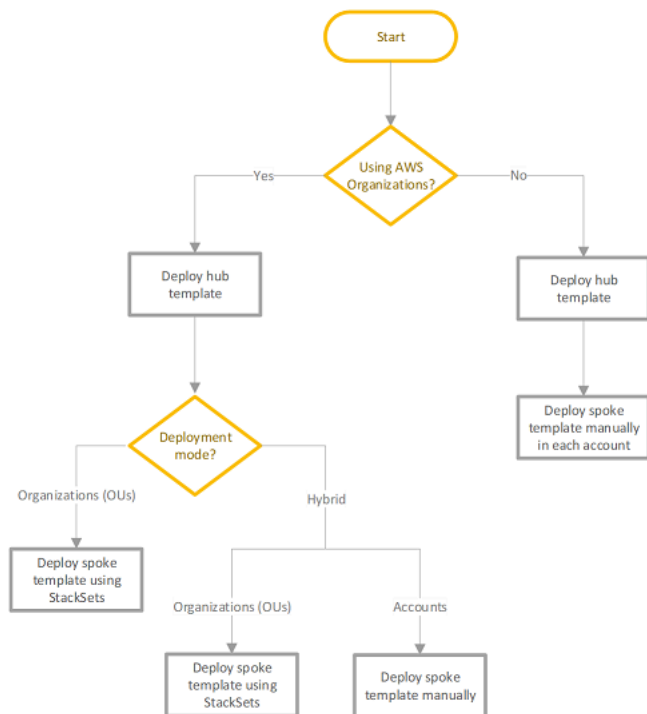 Start
Using AWS
Organizations?
Yes
No
Deploy hub
template
Deploy hub
template
Deployment
mode?
Deploy spoke
template manually
in each account
Organizations (OUs)
Hybrid
Deploy spoke
template using
StackSets
Organizations (OUs)
Accounts
Deploy spoke
template using
StackSets
Deploy spoke
template manually